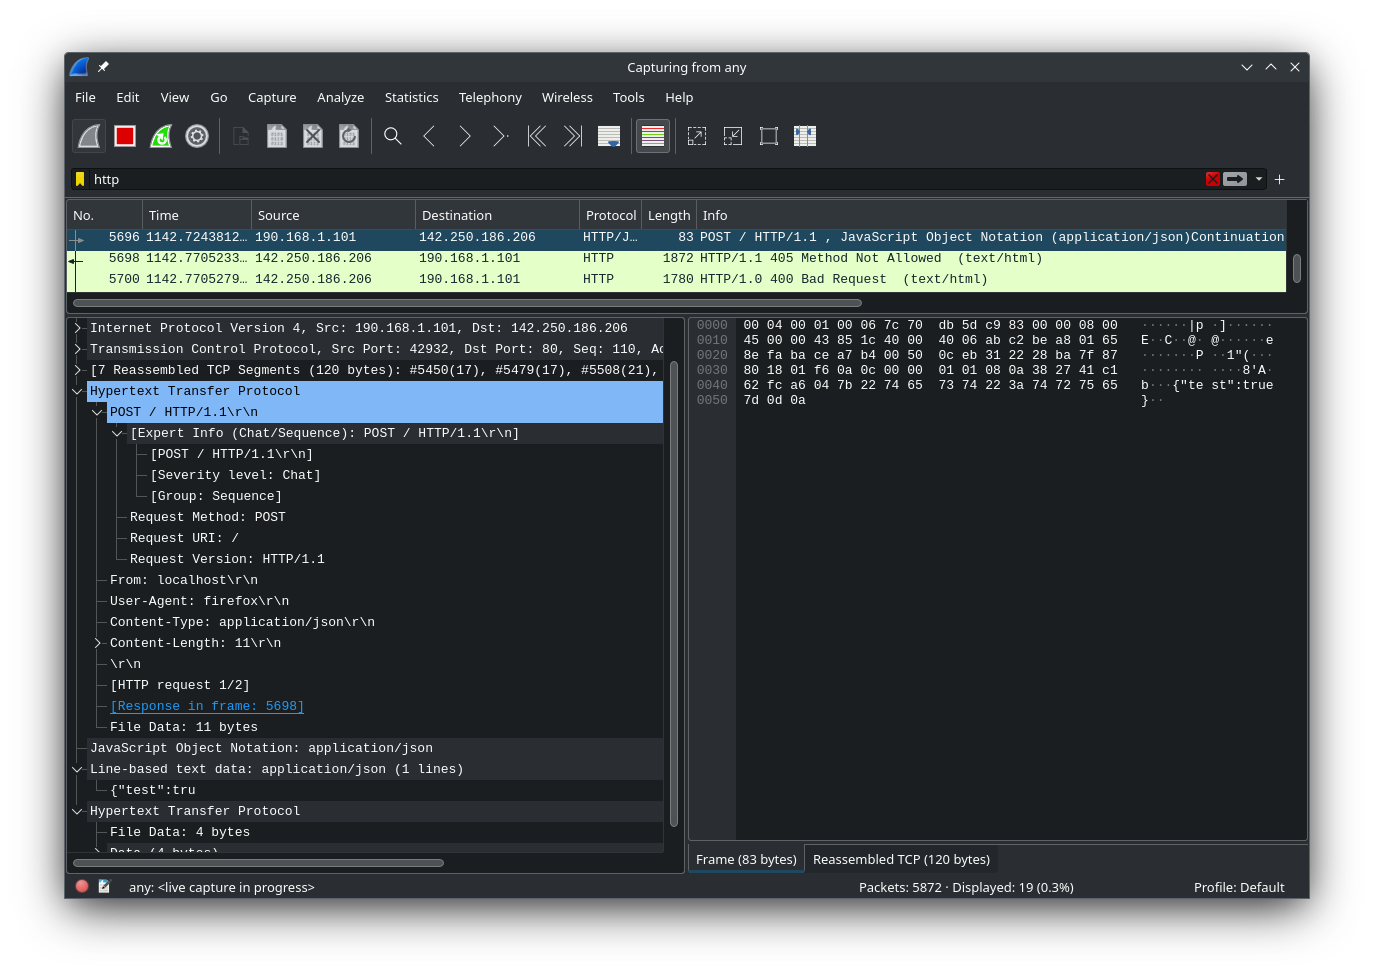 Capturing from any
File Edit View Go Capture Analyze Statistics Telephony Wireless Tools Help
http
No. Time Source Destination Protocol Length Info
5696 1142.7243812… 190.168.1.101 142.250.186.206 HTTP/J… 83 POST / HTTP/1.1 , JavaScript Object Notation (application/json)Continuation
5698 1142.7705233… 142.250.186.206 190.168.1.101 HTTP 1872 HTTP/1.1 405 Method Not Allowed  (text/html)
5700 1142.7705279… 142.250.186.206 190.168.1.101 HTTP 1780 HTTP/1.0 400 Bad Request  (text/html)
Internet Protocol Version 4, Src: 190.168.1.101, Dst: 142.250.186.206
Transmission Control Protocol, Src Port: 42932, Dst Port: 80, Seq: 110, Ac
[7 Reassembled TCP Segments (120 bytes): #5450(17), #5479(17), #5508(21),
Hypertext Transfer Protocol
POST / HTTP/1.1\r\n
[Expert Info (Chat/Sequence): POST / HTTP/1.1\r\n]
[POST / HTTP/1.1\r\n]
[Severity level: Chat]
[Group: Sequence]
Request Method: POST
Request URI: /
Request Version: HTTP/1.1
From: localhost\r\n
User-Agent: firefox\r\n
Content-Type: application/json\r\n
Content-Length: 11\r\n
\r\n
[HTTP request 1/2]
[Response in frame: 5698]
File Data: 11 bytes
JavaScript Object Notation: application/json
Line-based text data: application/json (1 lines)
{"test":tru
Hypertext Transfer Protocol
File Data: 4 bytes
Data (4 bytes)
0000 00 04 00 01 00 06 7c 70 db 5d c9 83 00 00 08 00 ······|p ·]······
0010 45 00 00 43 85 1c 40 00 40 06 ab c2 be a8 01 65 E··C··@· @······e
0020 8e fa ba ce a7 b4 00 50 0c eb 31 22 28 ba 7f 87 ·······P ··1"(···
0030 80 18 01 f6 0a 0c 00 00 01 01 08 0a 38 27 41 c1 ········ ····8'A·
0040 62 fc a6 04 7b 22 74 65 73 74 22 3a 74 72 75 65 b···{"te st":true
0050 7d 0d 0a }··
Frame (83 bytes) Reassembled TCP (120 bytes)
any: <live capture in progress> Packets: 5872 · Displayed: 19 (0.3%) Profile: Default